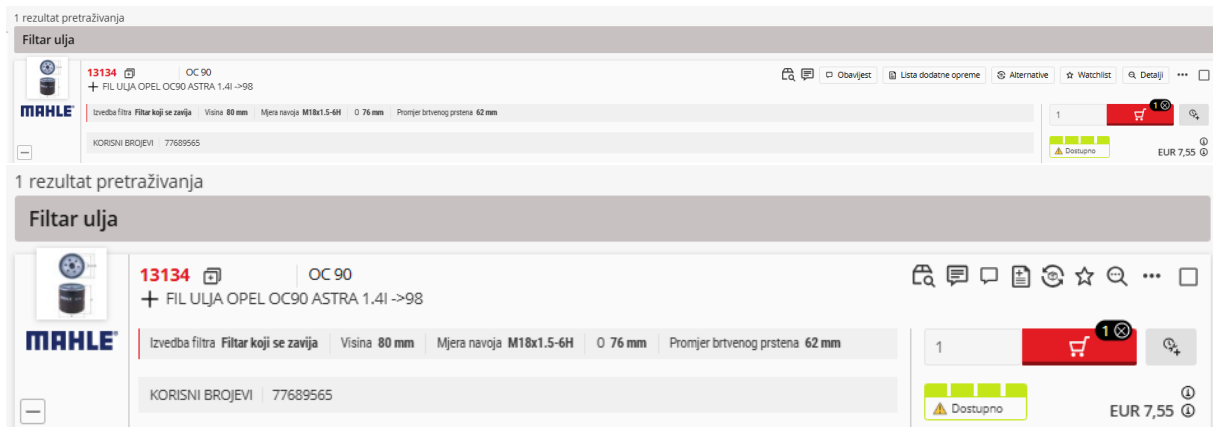 1 rezultat pretraživanja
Filtar ulja
13134 OC 90 Obavijest Lista dodatne opreme Alternative Watchlist Detalji
FIL ULJA OPEL OC90 ASTRA 1.4I ->98
MAHLE Izvedba filtra Filtar koji se zavija Visina 80 mm Mjera navoja M18x1.5-6H O 76 mm Promjer brtvenog prstena 62 mm 1 1
KORISNI BROJEVI 77689565 Dostupno EUR 7,55
1 rezultat pretraživanja
Filtar ulja
13134 OC 90
FIL ULJA OPEL OC90 ASTRA 1.4I ->98
MAHLE Izvedba filtra Filtar koji se zavija Visina 80 mm Mjera navoja M18x1.5-6H O 76 mm Promjer brtvenog prstena 62 mm 1 1
KORISNI BROJEVI 77689565 Dostupno EUR 7,55